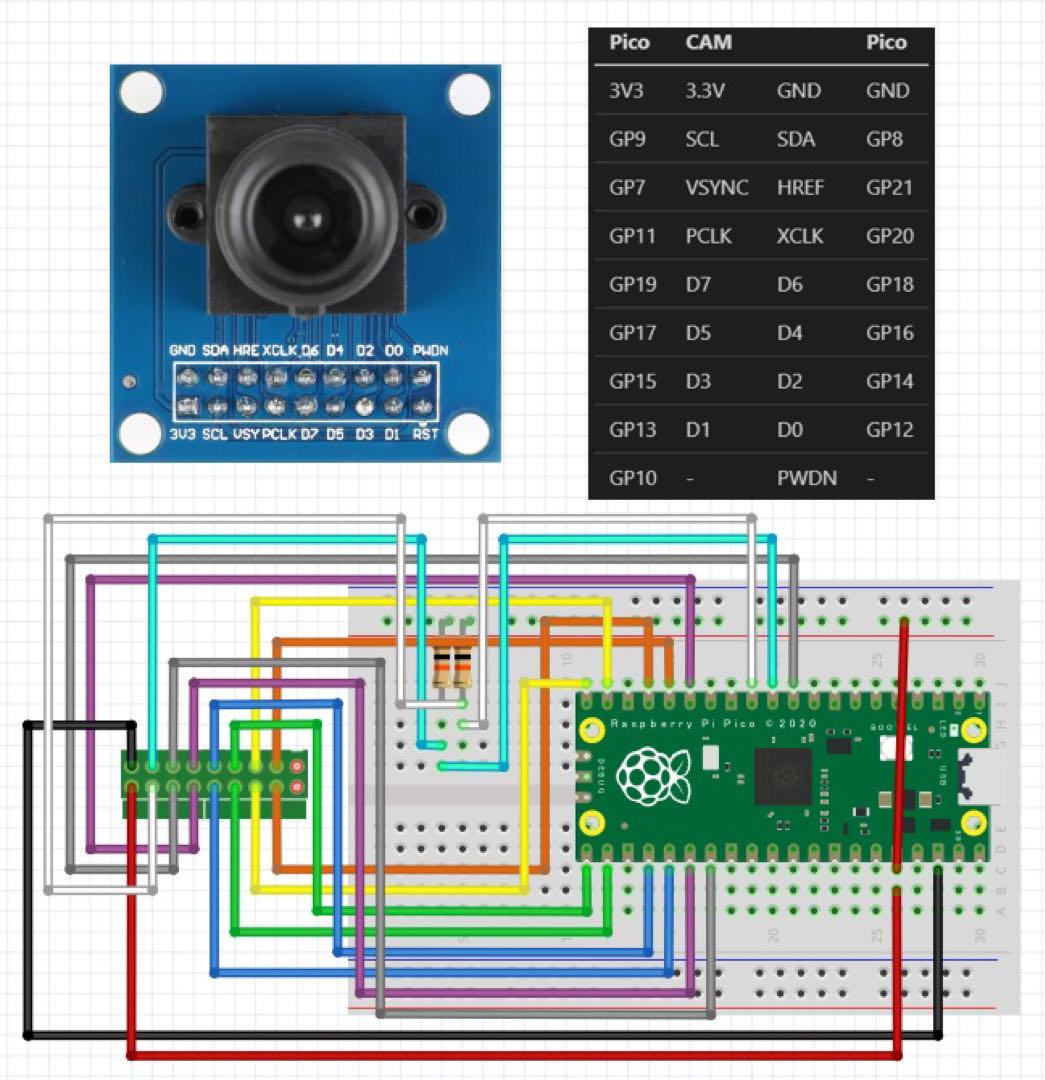 Pico CAM Pico
3V3 3.3V GND GND
GP9 SCL SDA GP8
GP7 VSYNC HREF GP21
GP11 PCLK XCLK GP20
GP19 D7 D6 GP18
GP17 D5 D4 GP16
GP15 D3 D2 GP14
GP13 D1 D0 GP12
GP10 - PWDN -
GND SDA HRE XCLK D6 D4 D2 D0 PWDN
3V3 SCL VSY PCLK D7 D5 D3 D1 RST
10 25 30
J
I
H
G
Raspberry Pi Pico © 2020
LED
DEBUG
USB
E
D
C
B
A
5 20 25 30